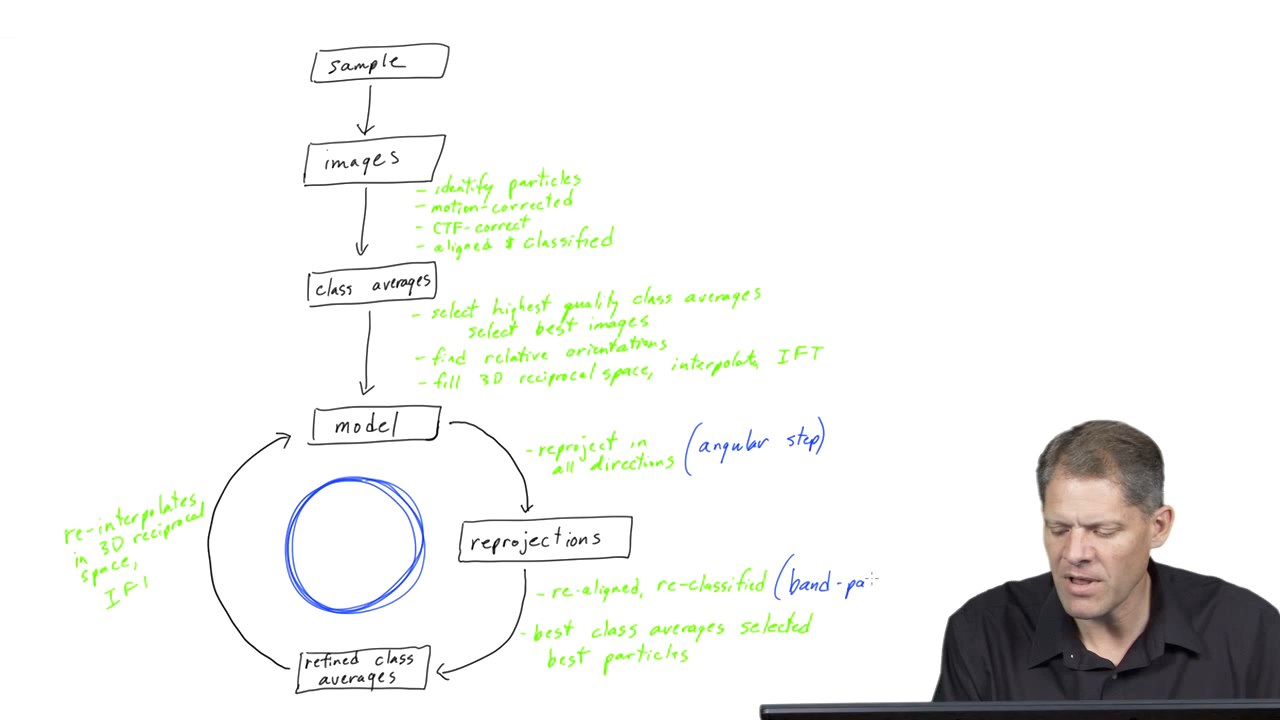 sample
images
- identify particles
- motion-corrected
- CTF-correct
- aligned & classified
class averages
- select highest quality class averages
select best images
- find relative orientations
- fill 3D reciprocal space, interpolate, IFT
model
- reproject in
all directions
(angular step)
reprojections
re-interpolates
in 3D reciprocal
space,
IFT
- re-aligned, re-classified (band-pa
- best class averages selected
best particles
refined class
averages